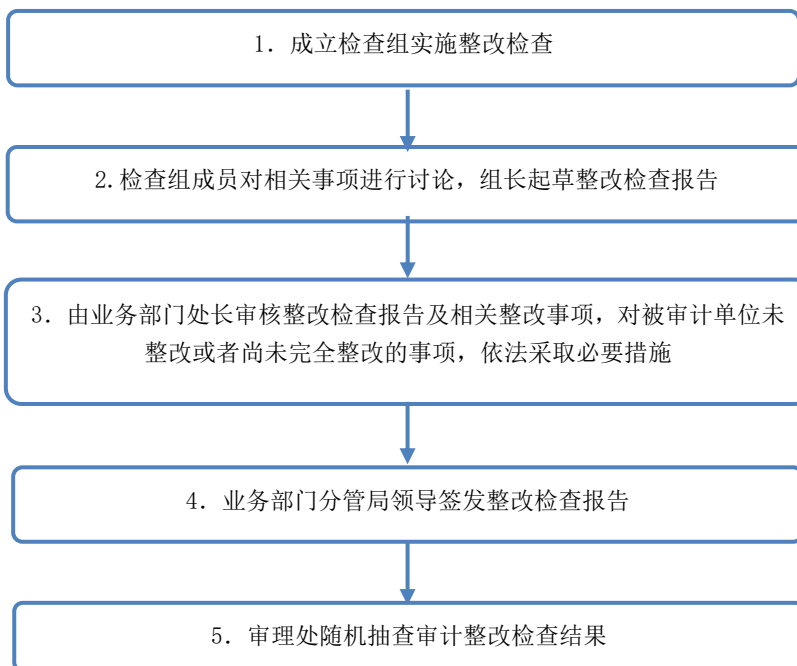 1. 成立检查组实施整改检查
2.检查组成员对相关事项进行讨论，组长起草整改检查报告
3. 由业务部门处长审核整改检查报告及相关整改事项，对被审计单位未
整改或者尚未完全整改的事项，依法采取必要措施
4. 业务部门分管局领导签发整改检查报告
5. 审理处随机抽查审计整改检查结果